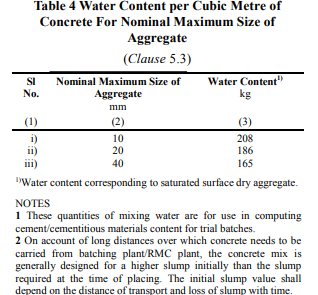 Table 4 Water Content per Cubic Metre of
Concrete For Nominal Maximum Size of
Aggregate
(Clause 5.3)
Sl No. Nominal Maximum Size of Aggregate mm Water Content1) kg
(1) (2) (3)
i) 10 208
ii) 20 186
iii) 40 165
1)Water content corresponding to saturated surface dry aggregate.
NOTES
1 These quantities of mixing water are for use in computing
cement/cementitious materials content for trial batches.
2 On account of long distances over which concrete needs to be
carried from batching plant/RMC plant, the concrete mix is
generally designed for a higher slump initially than the slump
required at the time of placing. The initial slump value shall
depend on the distance of transport and loss of slump with time.